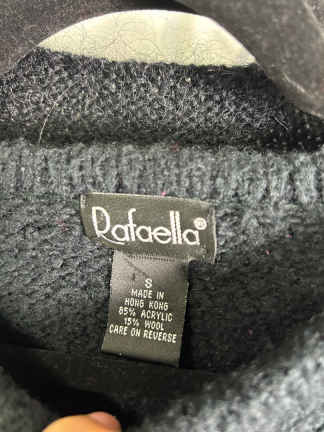 Rafaella®
S
MADE IN
HONG KONG
85% ACRYLIC
15% WOOL
CARE ON REVERSE